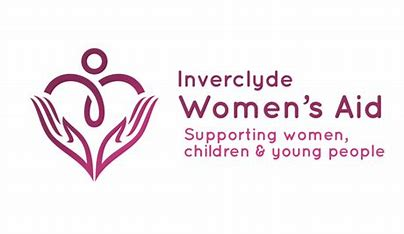 Inverclyde
Women's Aid
Supporting women,
children & young people